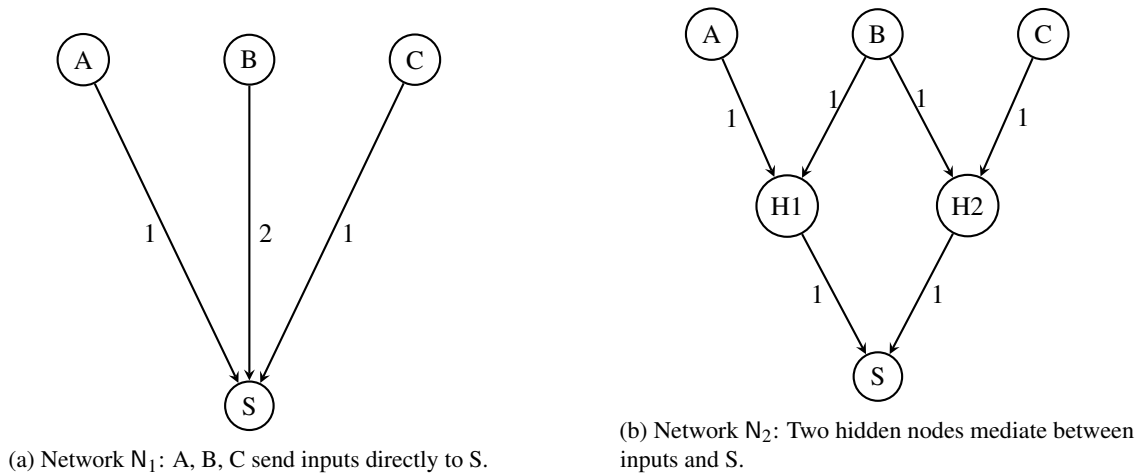 A
B
C
1
2
1
S
(a) Network N₁: A, B, C send inputs directly to S.
A
B
C
1
1
1
1
H1
H2
1
1
S
(b) Network N₂: Two hidden nodes mediate between
inputs and S.